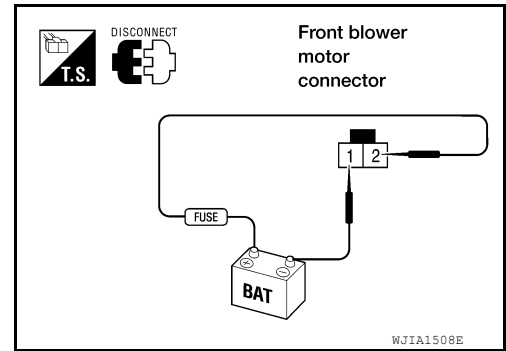 DISCONNECT
T.S.
Front blower
motor
connector
1 2
FUSE
+ −
BAT
WJIA1508E